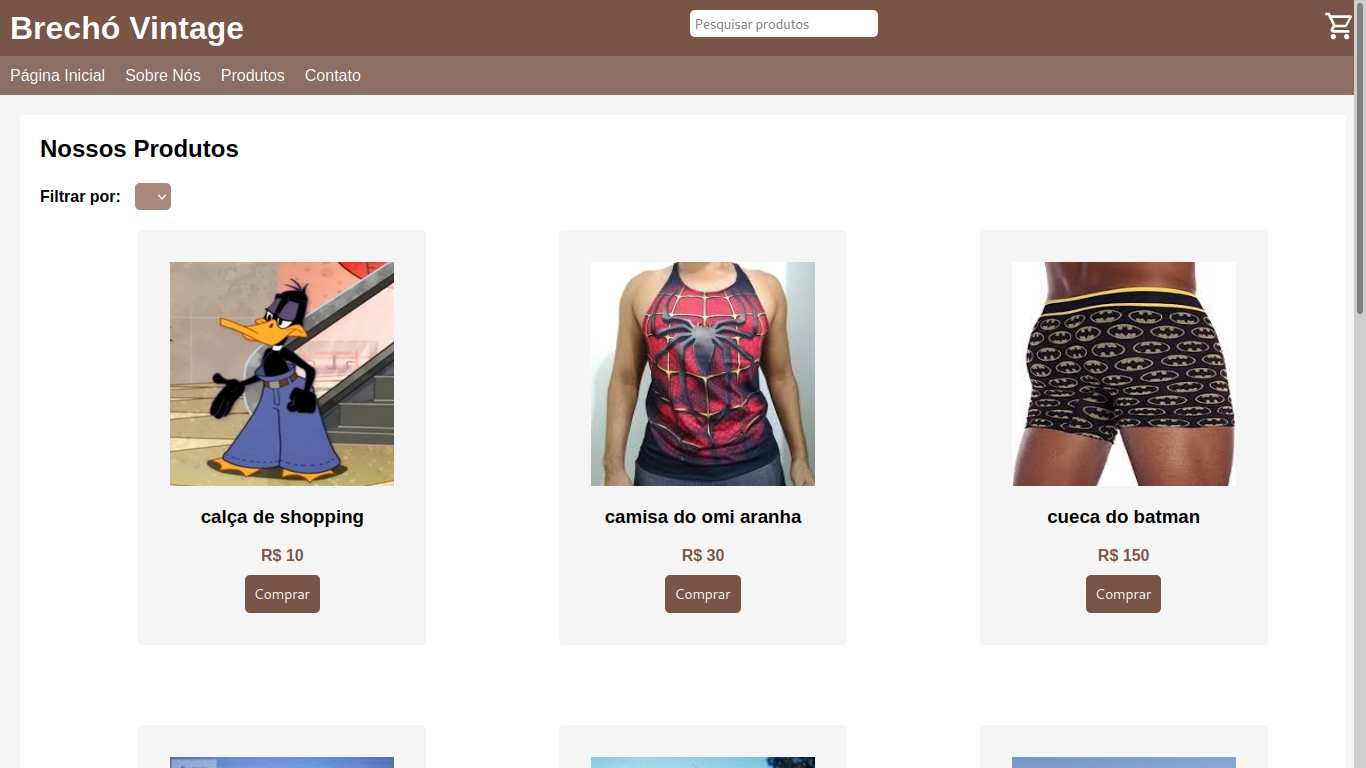 Brechó Vintage
Pesquisar produtos
Página Inicial Sobre Nós Produtos Contato
Nossos Produtos
Filtrar por:
calça de shopping
R$ 10
Comprar
camisa do omi aranha
R$ 30
Comprar
cueca do batman
R$ 150
Comprar